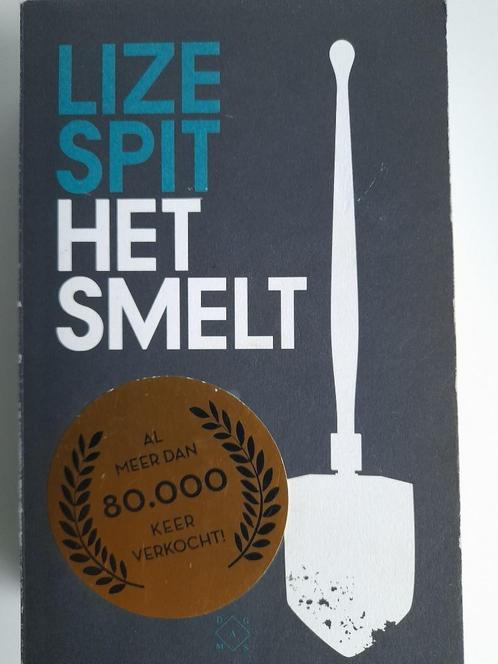 LIZE
SPIT
HET
SMELT
AL
MEER DAN
80.000
KEER
VERKOCHT!
D G
A
M S